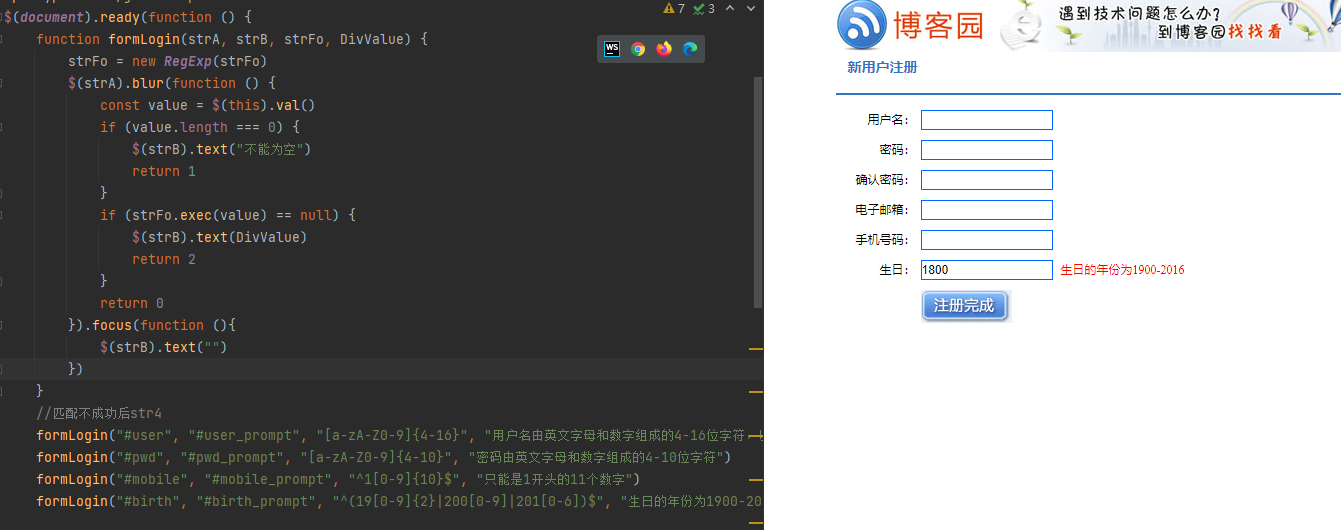 $(document).ready(function () {
function formLogin(strA, strB, strFo, DivValue) {
strFo = new RegExp(strFo)
$(strA).blur(function () {
const value = $(this).val()
if (value.length === 0) {
$(strB).text("不能为空")
return 1
}
if (strFo.exec(value) == null) {
$(strB).text(DivValue)
return 2
}
return 0
}).focus(function (){
$(strB).text("")
})
}
//匹配不成功后str4
formLogin("#user", "#user_prompt", "[a-zA-Z0-9]{4-16}", "用户名由英文字母和数字组成的4-16位字符,
formLogin("#pwd", "#pwd_prompt", "[a-zA-Z0-9]{4-10}", "密码由英文字母和数字组成的4-10位字符")
formLogin("#mobile", "#mobile_prompt", "^1[0-9]{10}$", "只能是1开头的11个数字")
formLogin("#birth", "#birth_prompt", "^(19[0-9]{2}|200[0-9]|201[0-6])$", "生日的年份为1900-20
7 3
WS
博客园
遇到技术问题怎么办?
到博客园找找看
新用户注册
用户名:
密码:
确认密码:
电子邮箱:
手机号码:
生日: 1800 生日的年份为1900-2016
注册完成